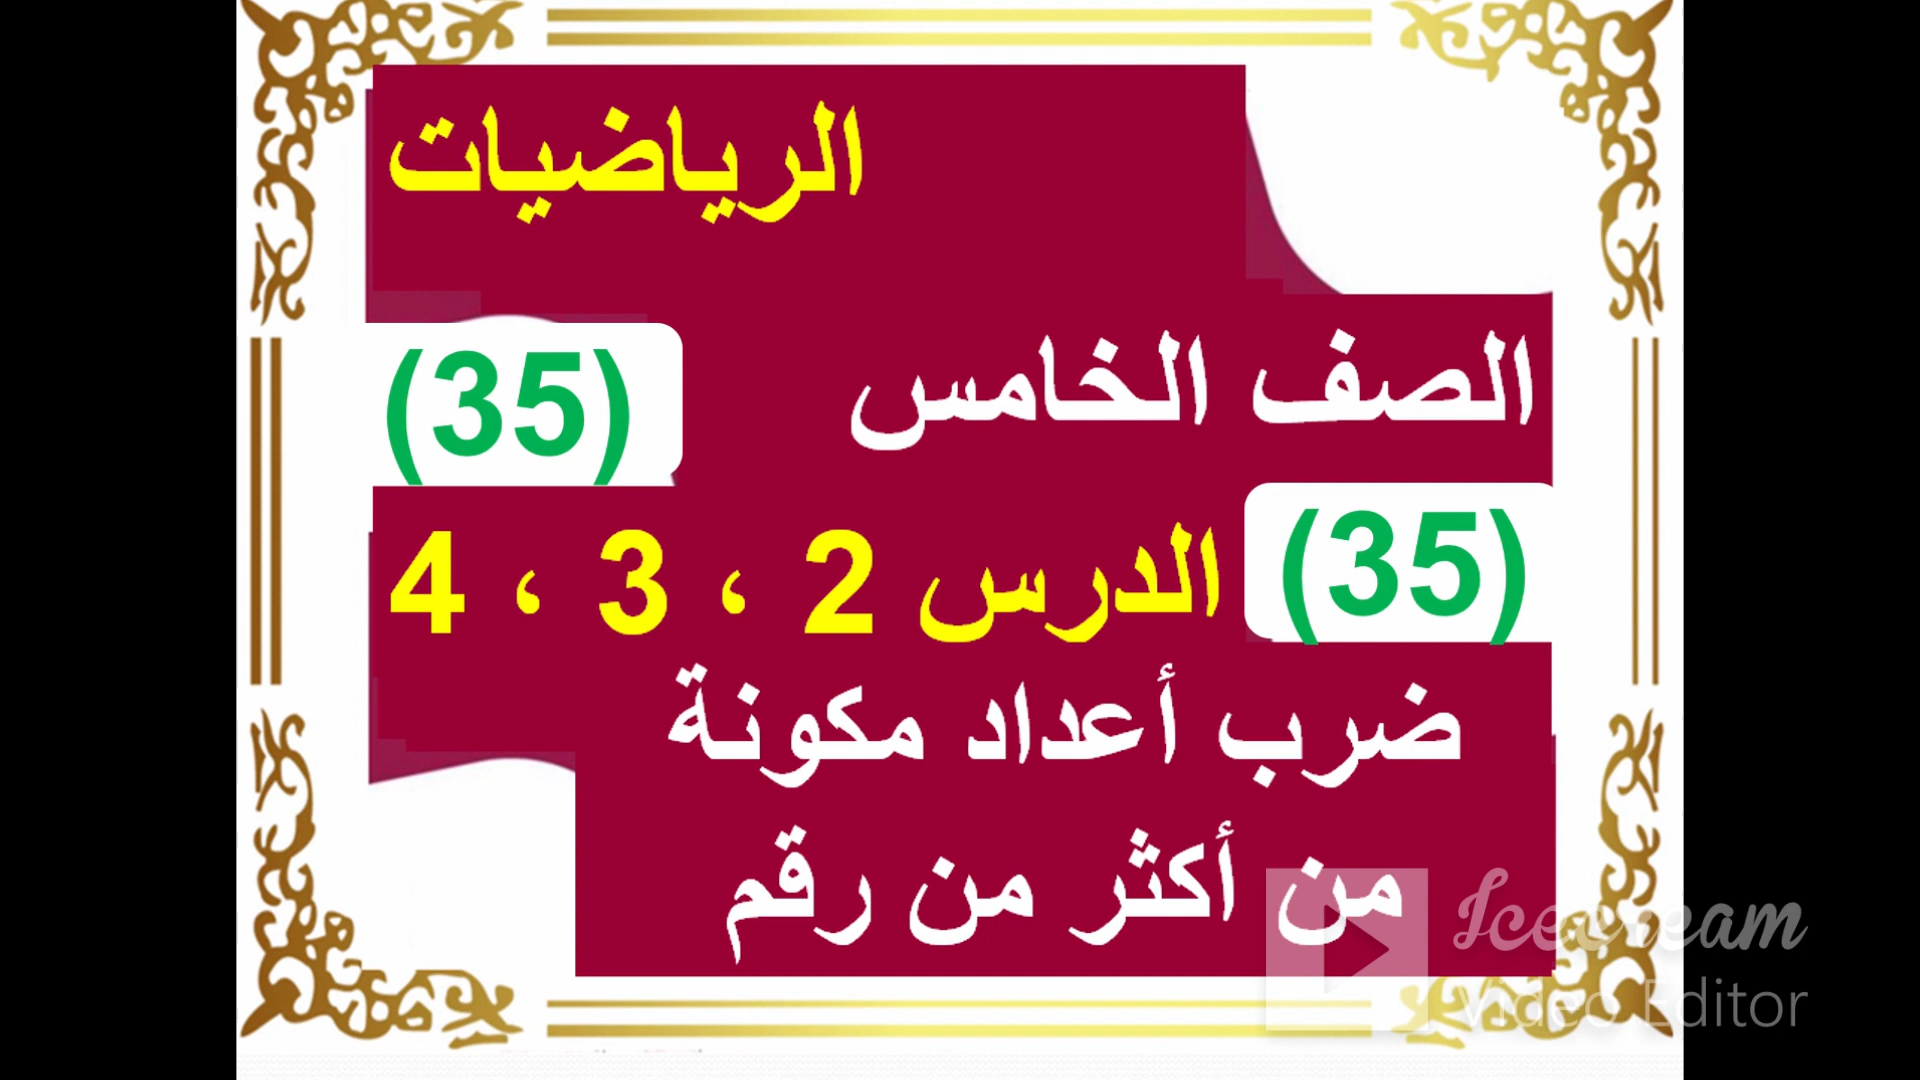 الرياضيات
الصف الخامس (35)
(35) الدرس 2 ، 3 ، 4
ضرب أعداد مكونة
من أكثر من رقم
Icecream
Video Editor